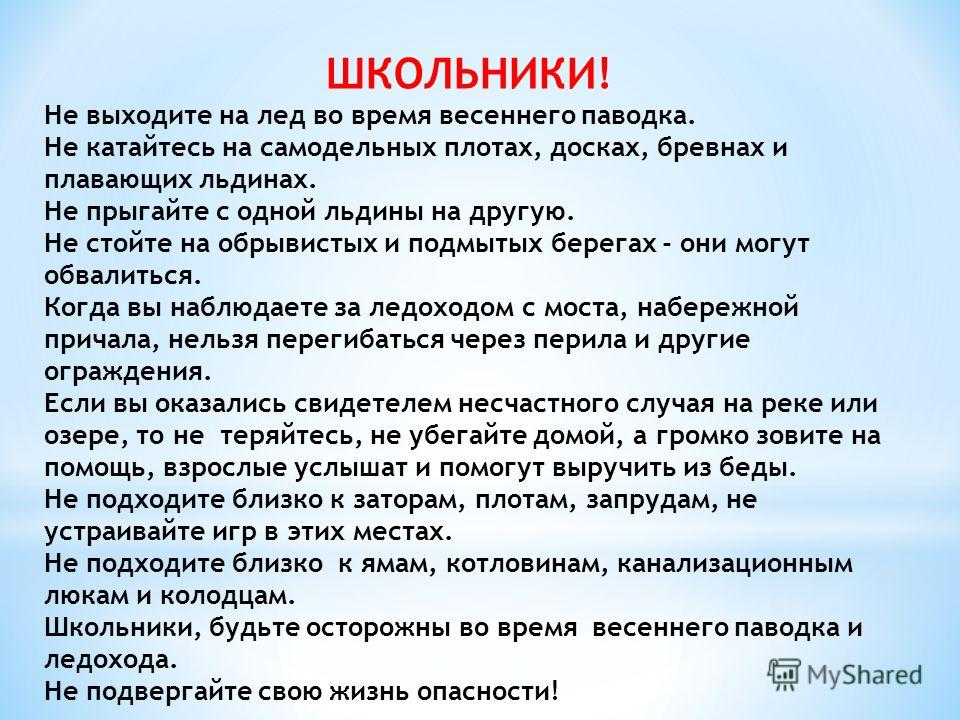 ШКОЛЬНИКИ!
Не выходите на лед во время весеннего паводка.
Не катайтесь на самодельных плотах, досках, бревнах и
плавающих льдинах.
Не прыгайте с одной льдины на другую.
Не стойте на обрывистых и подмытых берегах - они могут
обвалиться.
Когда вы наблюдаете за ледоходом с моста, набережной
причала, нельзя перегибаться через перила и другие
ограждения.
Если вы оказались свидетелем несчастного случая на реке или
озере, то не  теряйтесь, не убегайте домой, а громко зовите на
помощь, взрослые услышат и помогут выручить из беды.
Не подходите близко к заторам, плотам, запрудам, не
устраивайте игр в этих местах.
Не подходите близко  к ямам, котловинам, канализационным
люкам и колодцам.
Школьники, будьте осторожны во время  весеннего паводка и
ледохода.
Не подвергайте свою жизнь опасности!
MyShared